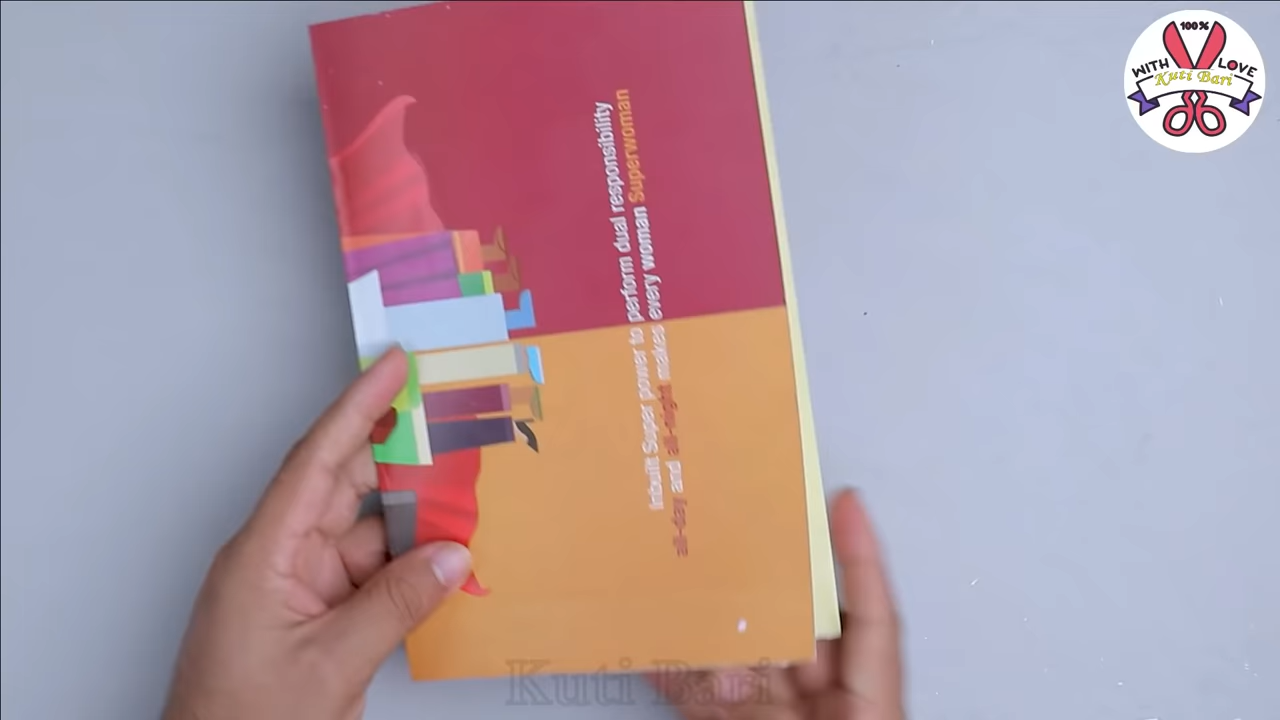 100%
WITH LOVE
Kuti Bari
Inbuilt Super power to perform dual responsibility
all-day and all-night makes every woman Superwoman
Kuti Bari